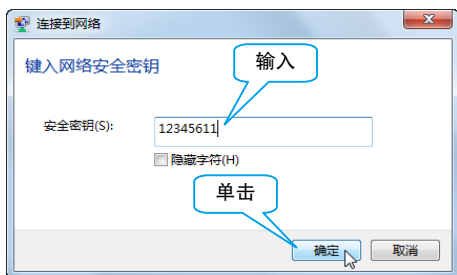 连接到网络
键入网络安全密钥
输入
安全密钥(S):
12345611
隐藏字符(H)
单击
确定
取消